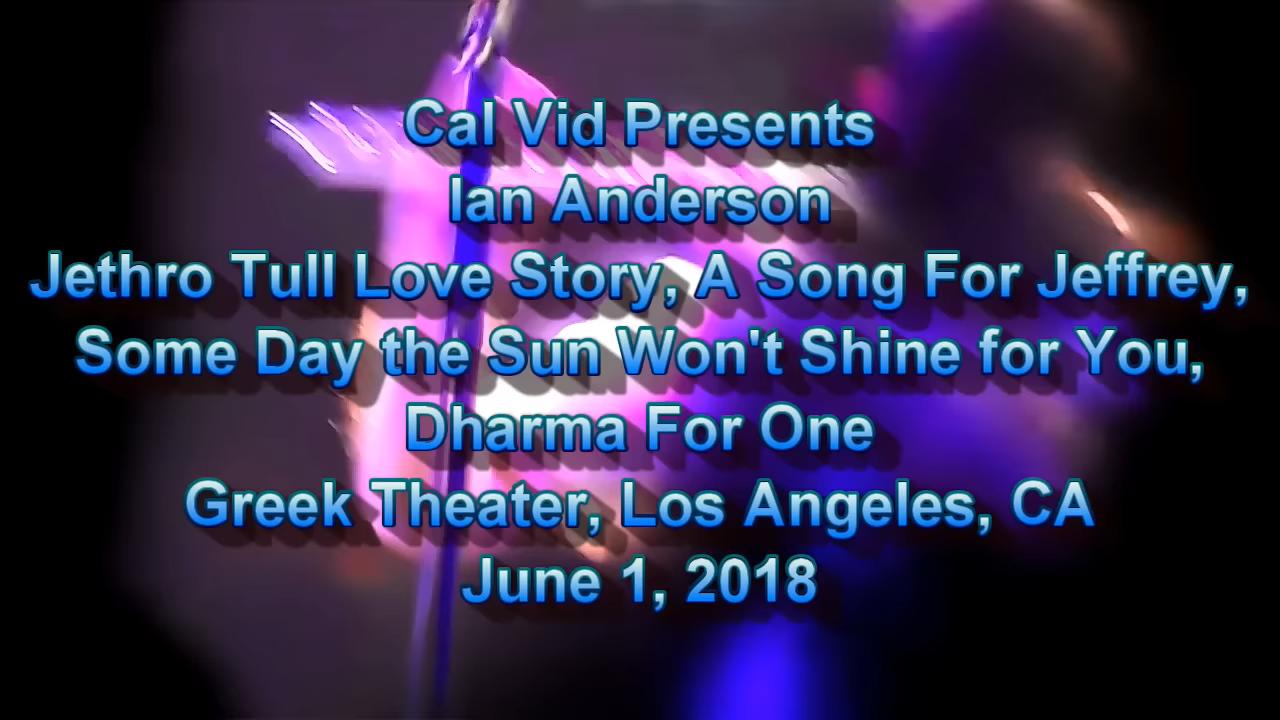 Cal Vid Presents
Ian Anderson
Jethro Tull Love Story, A Song For Jeffrey,
Some Day the Sun Won't Shine for You,
Dharma For One
Greek Theater, Los Angeles, CA
June 1, 2018